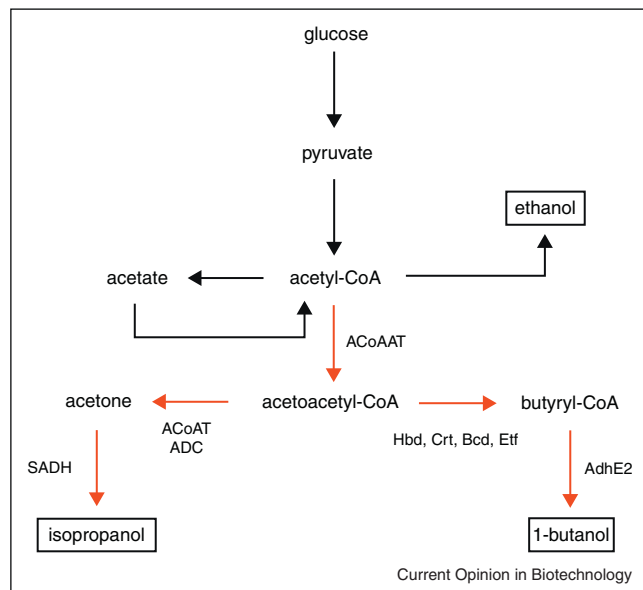 glucose
pyruvate
ethanol
acetate
acetyl-CoA
ACoAAT
acetone
acetoacetyl-CoA
butyryl-CoA
ACoAT
ADC
Hbd, Crt, Bcd, Etf
SADH
AdhE2
isopropanol
1-butanol
Current Opinion in Biotechnology